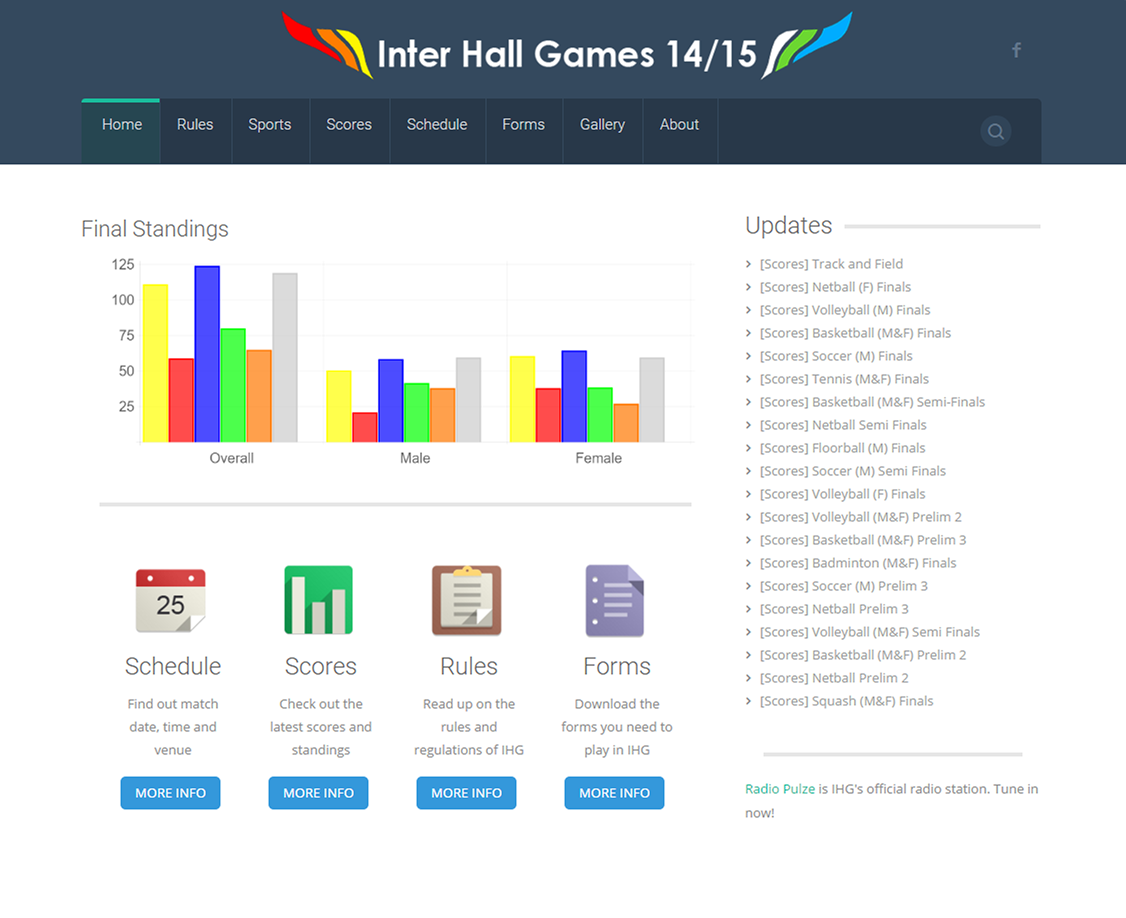 Inter Hall Games 14/15
f
Home Rules Sports Scores Schedule Forms Gallery About
Final Standings
125
100
75
50
25
Overall Male Female
Updates
[Scores] Track and Field
[Scores] Netball (F) Finals
[Scores] Volleyball (M) Finals
[Scores] Basketball (M&F) Finals
[Scores] Soccer (M) Finals
[Scores] Tennis (M&F) Finals
[Scores] Basketball (M&F) Semi-Finals
[Scores] Netball Semi Finals
[Scores] Floorball (M) Finals
[Scores] Soccer (M) Semi Finals
[Scores] Volleyball (F) Finals
[Scores] Volleyball (M&F) Prelim 2
[Scores] Basketball (M&F) Prelim 3
[Scores] Badminton (M&F) Finals
[Scores] Soccer (M) Prelim 3
[Scores] Netball Prelim 3
[Scores] Volleyball (M&F) Semi Finals
[Scores] Basketball (M&F) Prelim 2
[Scores] Netball Prelim 2
[Scores] Squash (M&F) Finals
25
Schedule
Find out match
date, time and
venue
MORE INFO
Scores
Check out the
latest scores and
standings
MORE INFO
Rules
Read up on the
rules and
regulations of IHG
MORE INFO
Forms
Download the
forms you need to
play in IHG
MORE INFO
Radio Pulze is IHG's official radio station. Tune in
now!